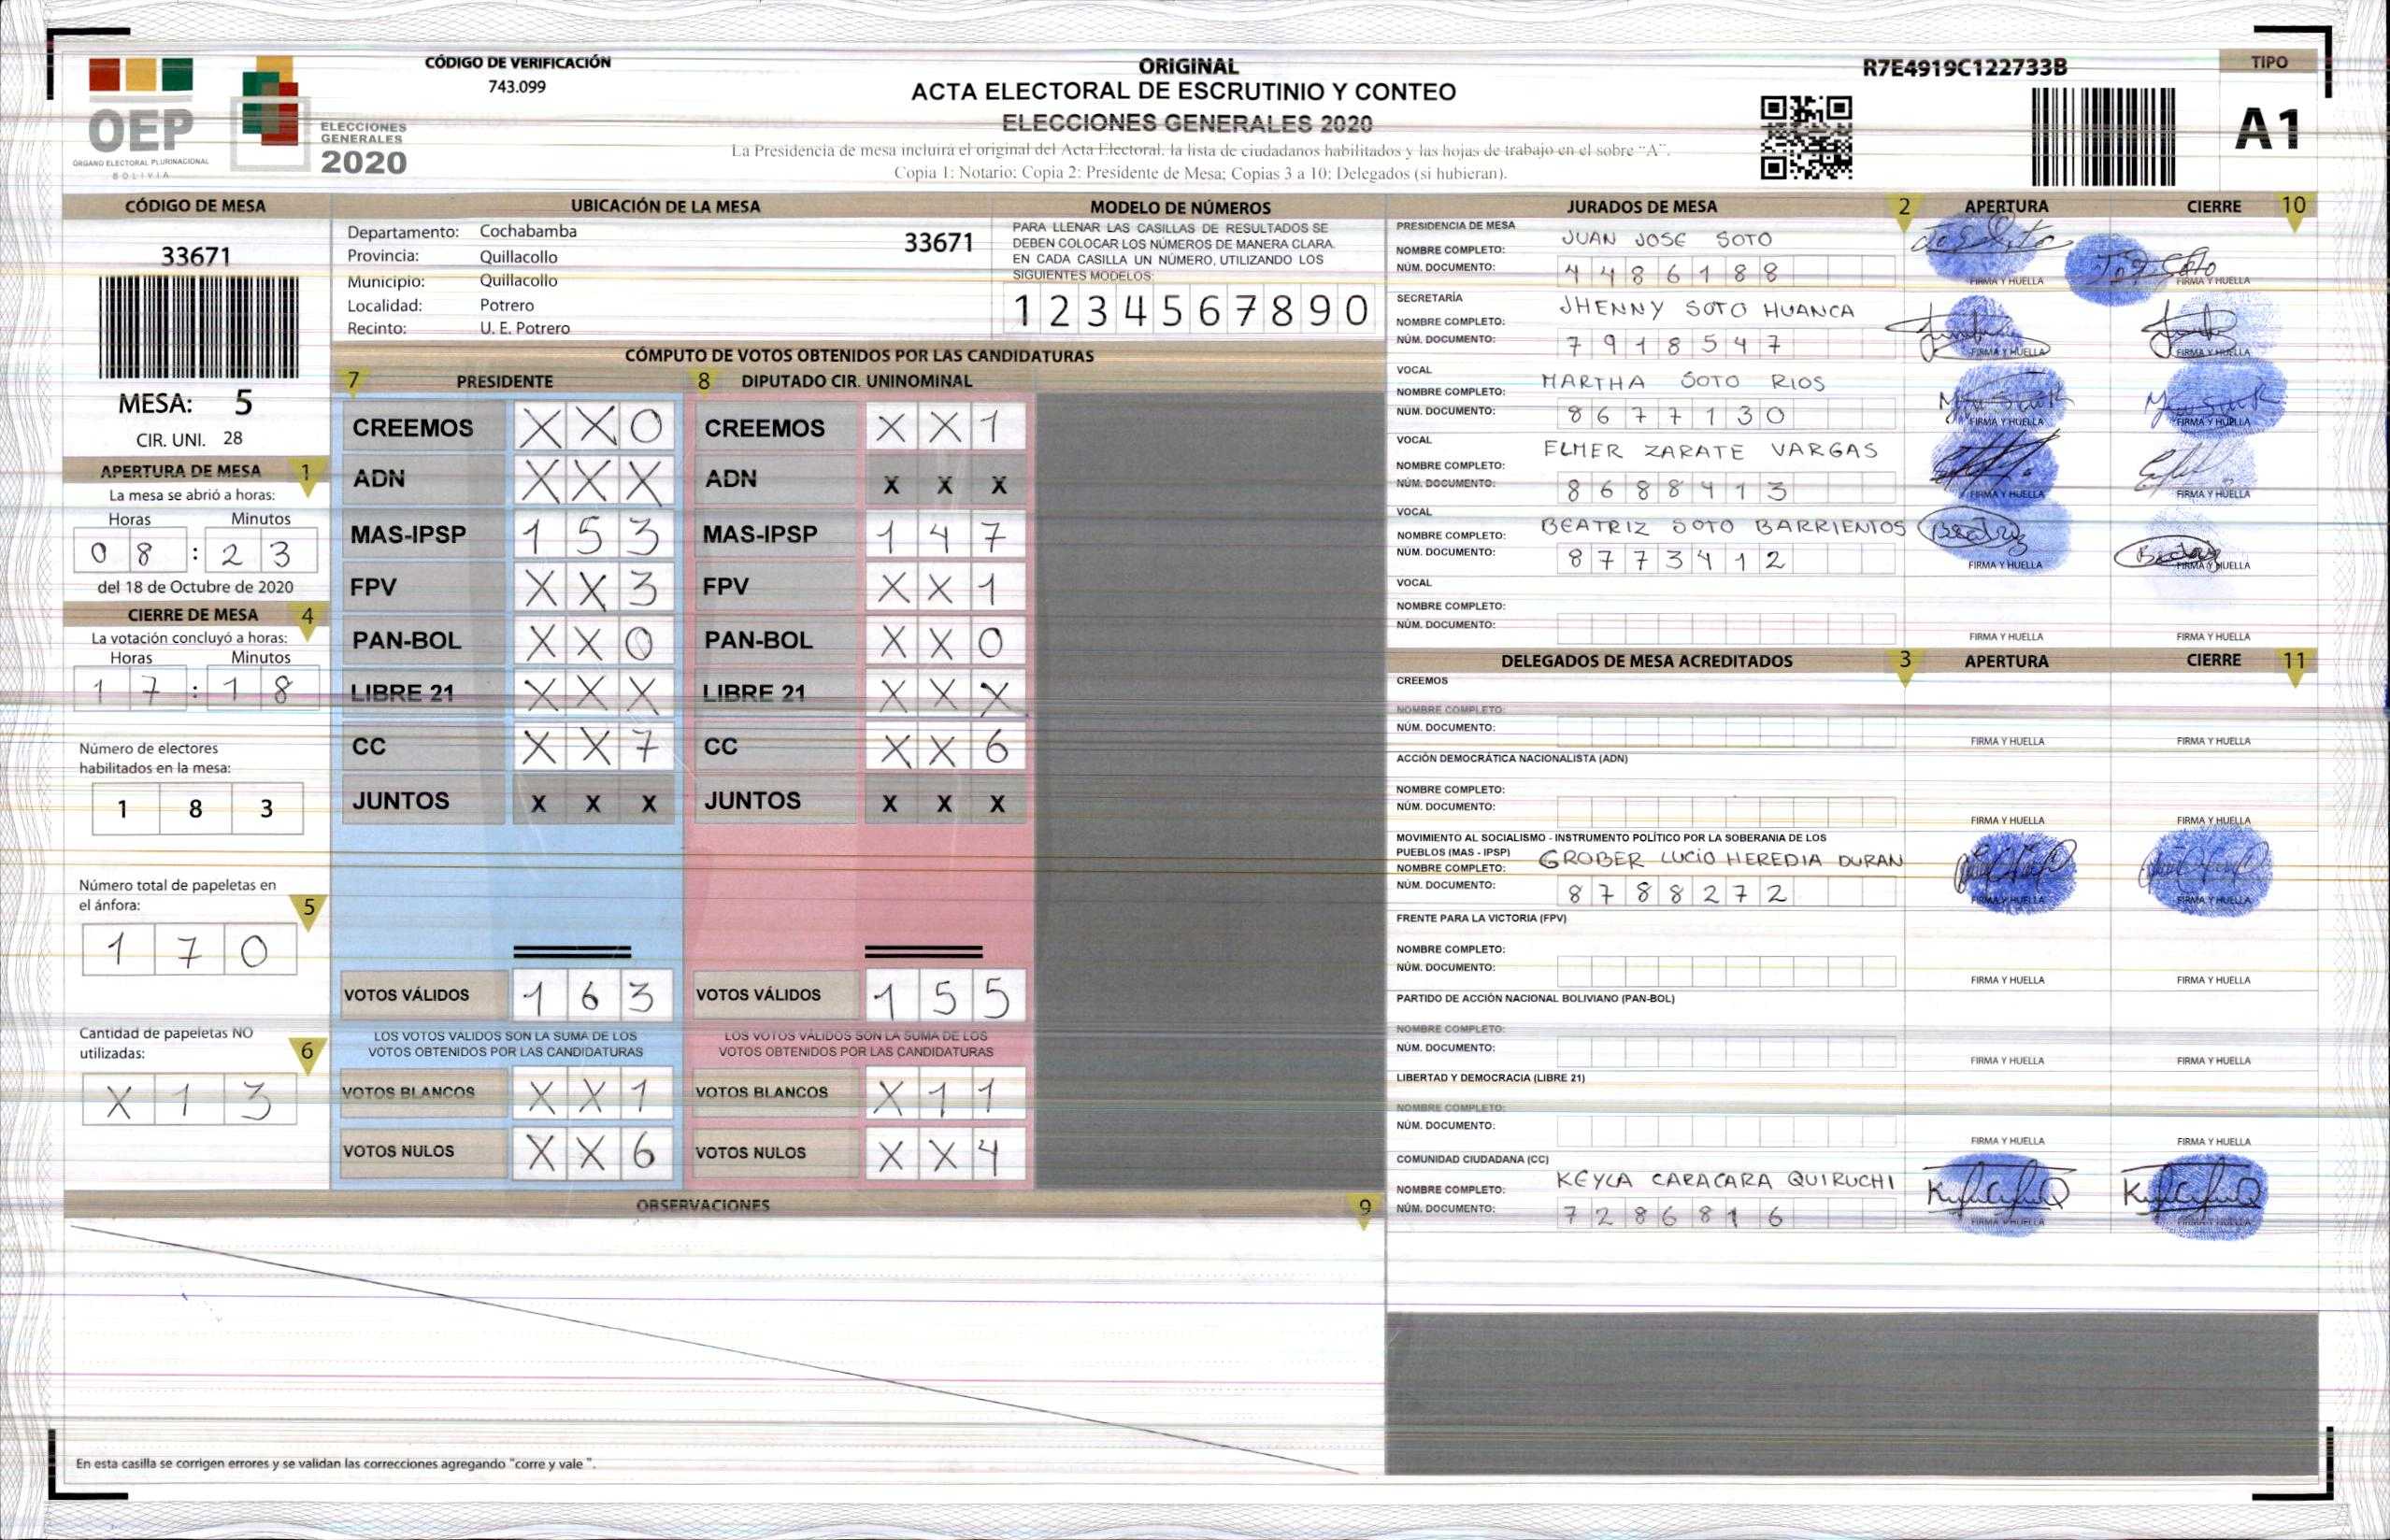 CÓDIGO DE VERIFICACIÓN
743.099
OEP
ÓRGANO ELECTORAL PLURINACIONAL
BOLIVIA
ELECCIONES
GENERALES
2020
ORIGINAL
ACTA ELECTORAL DE ESCRUTINIO Y CONTEO
ELECCIONES GENERALES 2020
La Presidencia de mesa incluirá el original del Acta Electoral, la lista de ciudadanos habilitados y las hojas de trabajo en el sobre "A".
Copia 1: Notario; Copia 2: Presidente de Mesa; Copias 3 a 10: Delegados (si hubieran).
R7E4919C122733B
TIPO
A1
CÓDIGO DE MESA
33671
MESA: 5
CIR. UNI. 28
APERTURA DE MESA 1
La mesa se abrió a horas:
Horas Minutos
0 8 : 2 3
del 18 de Octubre de 2020
CIERRE DE MESA 4
La votación concluyó a horas:
Horas Minutos
1 7 : 1 8
Número de electores
habilitados en la mesa:
1 8 3
Número total de papeletas en
el ánfora: 5
1 7 0
Cantidad de papeletas NO
utilizadas: 6
X 1 3
UBICACIÓN DE LA MESA
Departamento: Cochabamba
33671
Provincia: Quillacollo
Municipio: Quillacollo
Localidad: Potrero
Recinto: U. E. Potrero
MODELO DE NÚMEROS
PARA LLENAR LAS CASILLAS DE RESULTADOS SE
DEBEN COLOCAR LOS NÚMEROS DE MANERA CLARA.
EN CADA CASILLA UN NÚMERO, UTILIZANDO LOS
SIGUIENTES MODELOS:
1 2 3 4 5 6 7 8 9 0
CÓMPUTO DE VOTOS OBTENIDOS POR LAS CANDIDATURAS
7 PRESIDENTE
CREEMOS X X 0
ADN X X X
MAS-IPSP 1 5 3
FPV X X 3
PAN-BOL X X 0
LIBRE 21 X X X
CC X X 7
JUNTOS X X X
VOTOS VÁLIDOS 1 6 3
LOS VOTOS VÁLIDOS SON LA SUMA DE LOS
VOTOS OBTENIDOS POR LAS CANDIDATURAS
VOTOS BLANCOS X X 1
VOTOS NULOS X X 6
8 DIPUTADO CIR. UNINOMINAL
CREEMOS X X 1
ADN X X X
MAS-IPSP 1 4 7
FPV X X 1
PAN-BOL X X 0
LIBRE 21 X X X
CC X X 6
JUNTOS X X X
VOTOS VÁLIDOS 1 5 5
LOS VOTOS VÁLIDOS SON LA SUMA DE LOS
VOTOS OBTENIDOS POR LAS CANDIDATURAS
VOTOS BLANCOS X 1 1
VOTOS NULOS X X 4
OBSERVACIONES 9
En esta casilla se corrigen errores y se validan las correcciones agregando "corre y vale ".
JURADOS DE MESA 2 APERTURA CIERRE 10
PRESIDENCIA DE MESA
NOMBRE COMPLETO: JUAN JOSE SOTO
NÚM. DOCUMENTO: 4 4 8 6 1 8 8
FIRMA Y HUELLA FIRMA Y HUELLA
SECRETARÍA
NOMBRE COMPLETO: JHENNY SOTO HUANCA
NÚM. DOCUMENTO: 7 9 1 8 5 4 7
FIRMA Y HUELLA FIRMA Y HUELLA
VOCAL
NOMBRE COMPLETO: MARTHA SOTO RIOS
NÚM. DOCUMENTO: 8 6 7 7 1 3 0
FIRMA Y HUELLA FIRMA Y HUELLA
VOCAL
NOMBRE COMPLETO: ELMER ZARATE VARGAS
NÚM. DOCUMENTO: 8 6 8 8 4 1 3
FIRMA Y HUELLA FIRMA Y HUELLA
VOCAL
NOMBRE COMPLETO: BEATRIZ SOTO BARRIENTOS
NÚM. DOCUMENTO: 8 7 7 3 4 1 2
FIRMA Y HUELLA FIRMA Y HUELLA
VOCAL
NOMBRE COMPLETO:
NÚM. DOCUMENTO:
FIRMA Y HUELLA FIRMA Y HUELLA
DELEGADOS DE MESA ACREDITADOS 3 APERTURA CIERRE 11
CREEMOS
NOMBRE COMPLETO:
NÚM. DOCUMENTO:
FIRMA Y HUELLA FIRMA Y HUELLA
ACCIÓN DEMOCRÁTICA NACIONALISTA (ADN)
NOMBRE COMPLETO:
NÚM. DOCUMENTO:
FIRMA Y HUELLA FIRMA Y HUELLA
MOVIMIENTO AL SOCIALISMO - INSTRUMENTO POLÍTICO POR LA SOBERANIA DE LOS
PUEBLOS (MAS - IPSP)
NOMBRE COMPLETO: GROBER LUCIO HEREDIA DURAN
NÚM. DOCUMENTO: 8 7 8 8 2 7 2
FIRMA Y HUELLA FIRMA Y HUELLA
FRENTE PARA LA VICTORIA (FPV)
NOMBRE COMPLETO:
NÚM. DOCUMENTO:
FIRMA Y HUELLA FIRMA Y HUELLA
PARTIDO DE ACCIÓN NACIONAL BOLIVIANO (PAN-BOL)
NOMBRE COMPLETO:
NÚM. DOCUMENTO:
FIRMA Y HUELLA FIRMA Y HUELLA
LIBERTAD Y DEMOCRACIA (LIBRE 21)
NOMBRE COMPLETO:
NÚM. DOCUMENTO:
FIRMA Y HUELLA FIRMA Y HUELLA
COMUNIDAD CIUDADANA (CC)
NOMBRE COMPLETO: KEYLA CARACARA QUIRUCHI
NÚM. DOCUMENTO: 7 2 8 6 8 1 6
FIRMA Y HUELLA FIRMA Y HUELLA